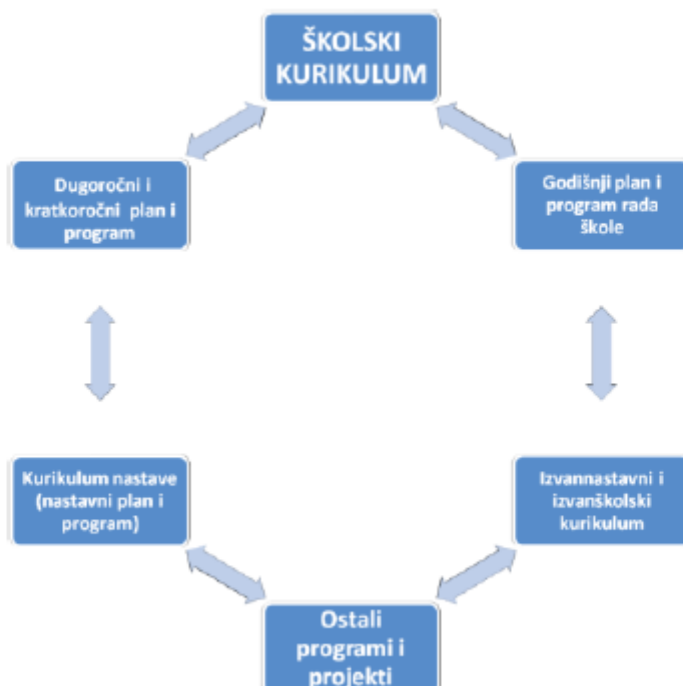 ŠKOLSKI
KURIKULUM
Dugoročni i
kratkoročni plan i
program
Godišnji plan i
program rada
škole
Kurikulum nastave
(nastavni plan i
program)
Izvannastavni i
izvanškolski
kurikulum
Ostali
programi i
projekti